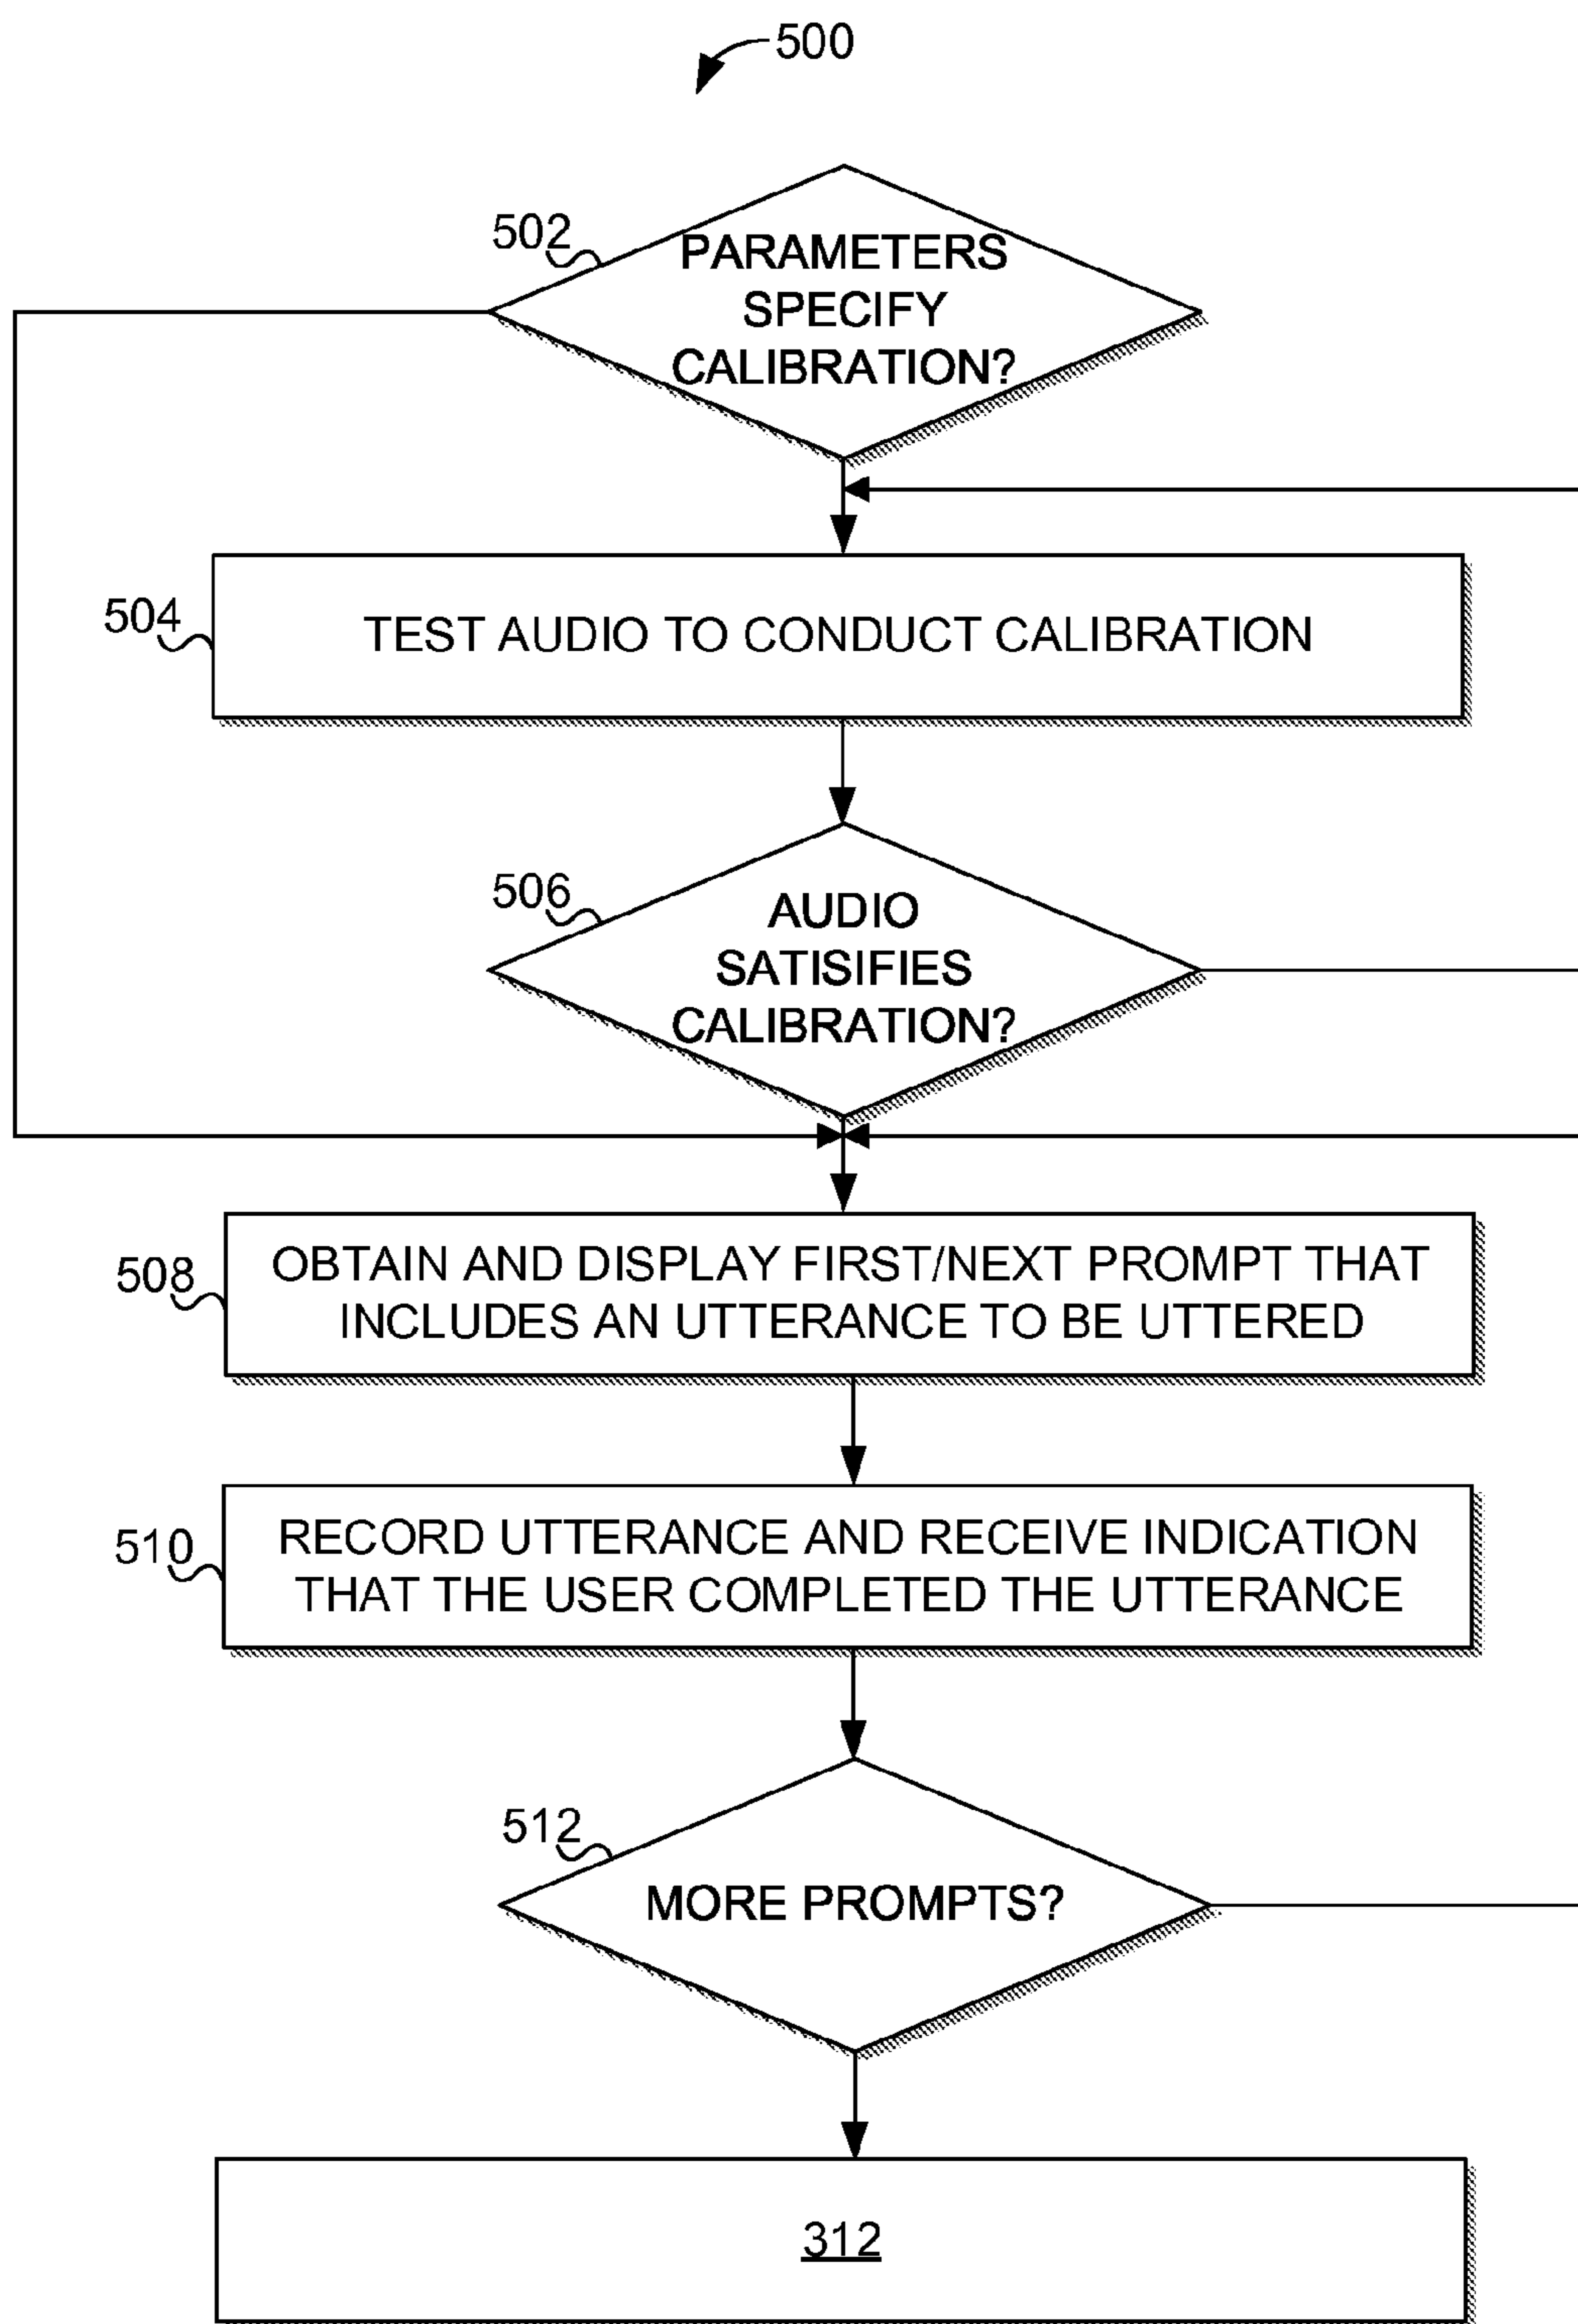 500
502
PARAMETERS
SPECIFY
CALIBRATION?
504
TEST AUDIO TO CONDUCT CALIBRATION
506
AUDIO
SATISIFIES
CALIBRATION?
508
OBTAIN AND DISPLAY FIRST/NEXT PROMPT THAT
INCLUDES AN UTTERANCE TO BE UTTERED
510
RECORD UTTERANCE AND RECEIVE INDICATION
THAT THE USER COMPLETED THE UTTERANCE
512
MORE PROMPTS?
312